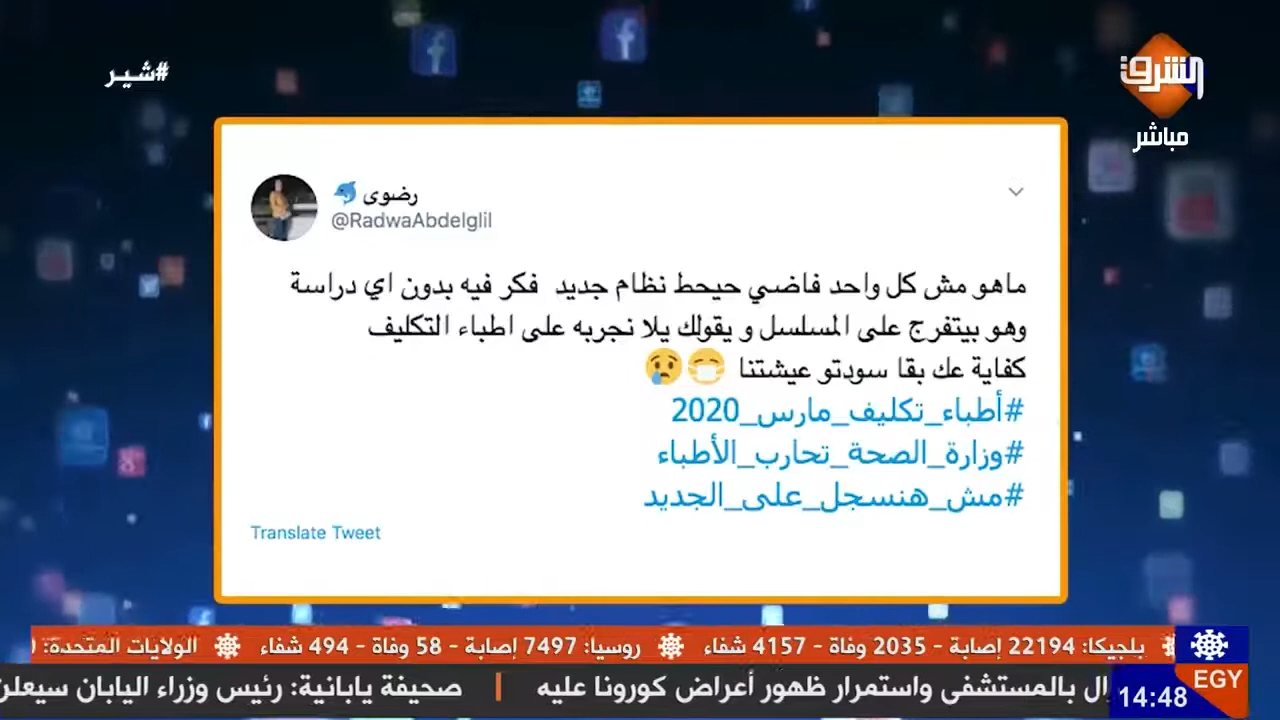 #شير
الشرق
مباشر
رضوى
@RadwaAbdelglil
ماهو مش كل واحد فاضي حيحط نظام جديد فكر فيه بدون اي دراسة
وهو بيتفرج على المسلسل و يقولك يلا نجربه على اطباء التكليف
كفاية عك بقا سودتو عيشتنا 😷😢
#أطباء_تكليف_مارس_2020
#وزارة_الصحة_تحارب_الأطباء
#مش_هنسجل_على_الجديد
Translate Tweet
بلجيكا: 22194 إصابة - 2035 وفاة - 4157 شفاء روسيا: 7497 إصابة - 58 وفاة - 494 شفاء الولايات المتحدة:
بالمستشفى واستمرار ظهور أعراض كورونا عليه | صحيفة يابانية: رئيس وزراء اليابان سيعلن
EGY
14:48